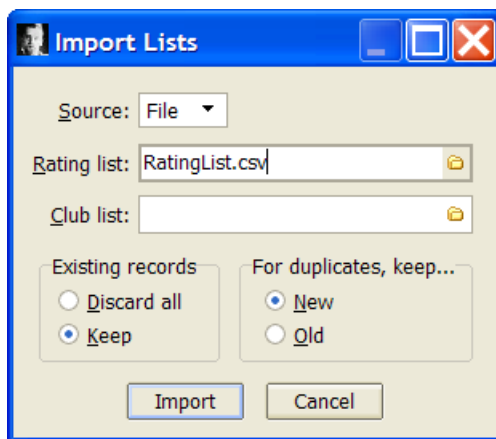 Import Lists
Source: File
Rating list: RatingList.csv
Club list:
Existing records For duplicates, keep...
Discard all New
Keep Old
Import Cancel